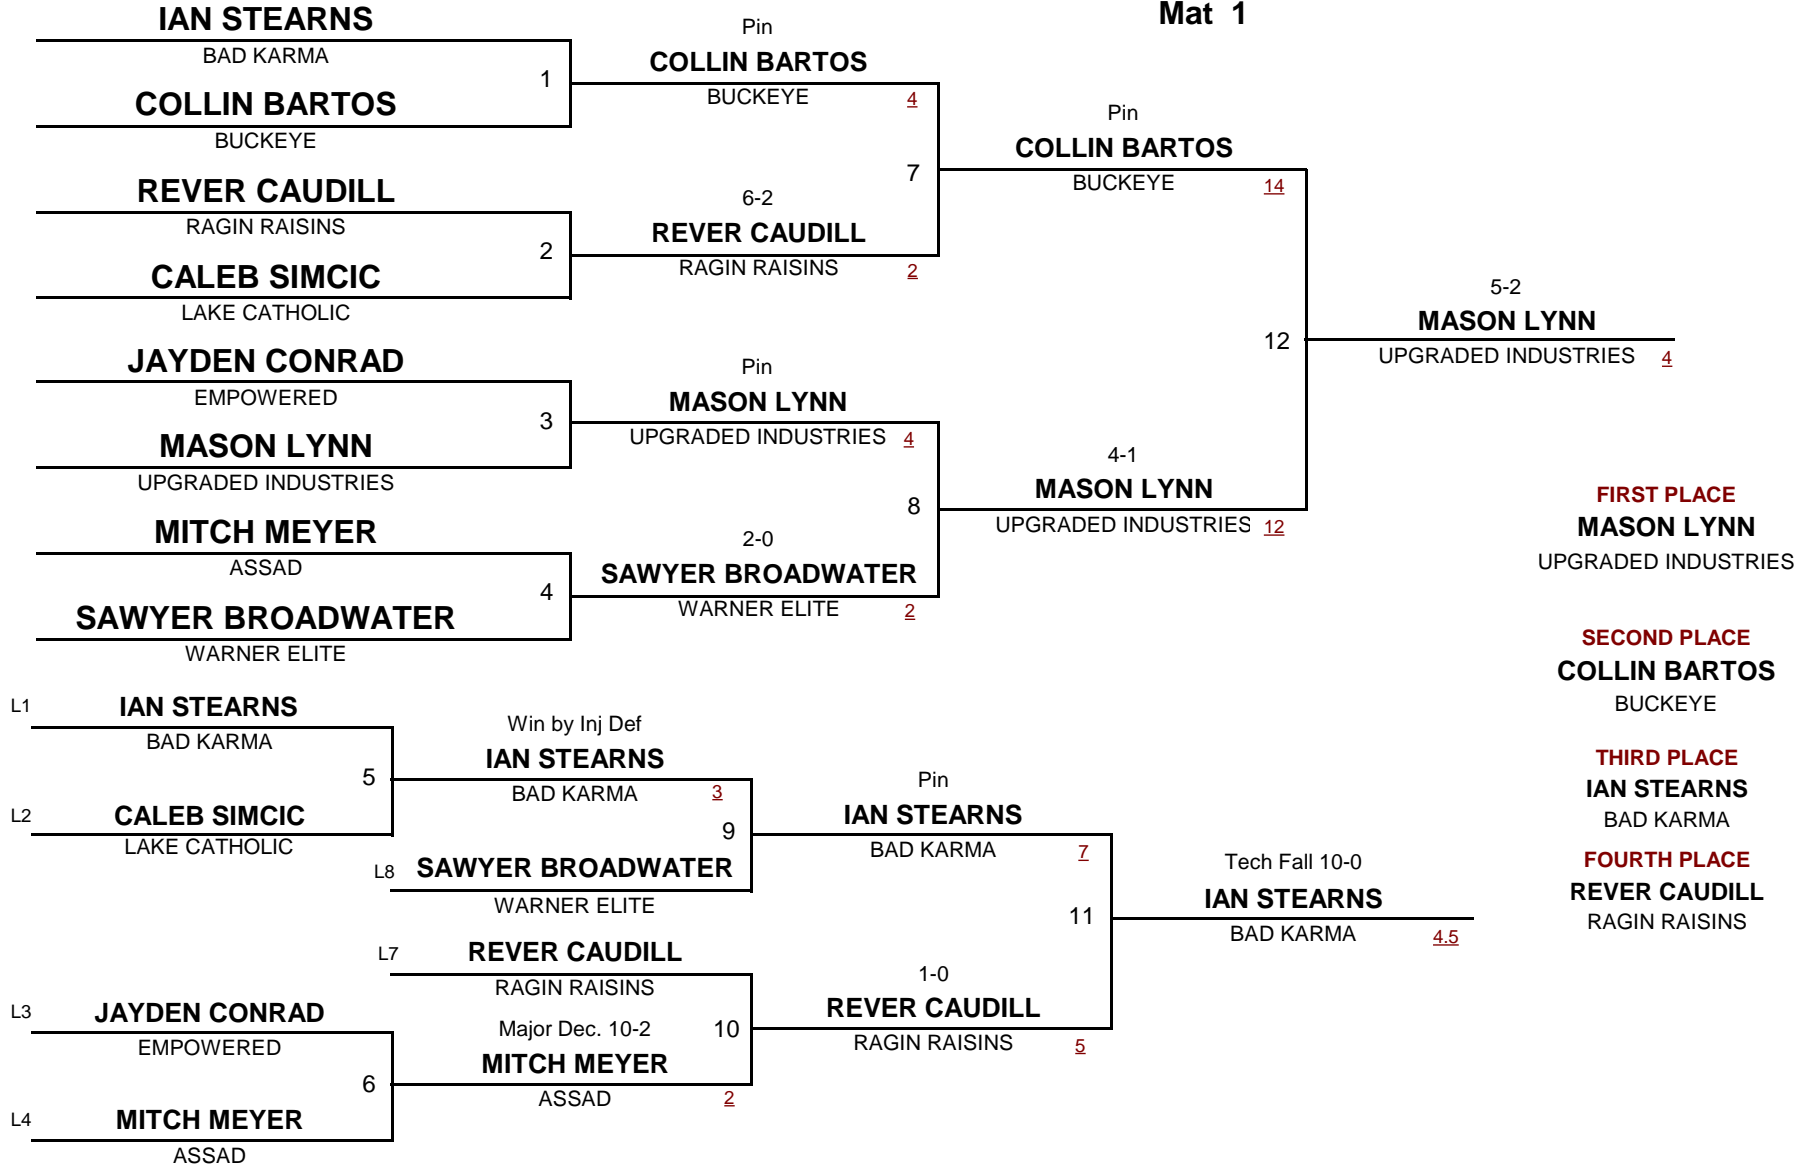 Mat 1
IAN STEARNS
BAD KARMA
1
COLLIN BARTOS
BUCKEYE
REVER CAUDILL
RAGIN RAISINS
2
CALEB SIMCIC
LAKE CATHOLIC
JAYDEN CONRAD
EMPOWERED
3
MASON LYNN
UPGRADED INDUSTRIES
MITCH MEYER
ASSAD
4
SAWYER BROADWATER
WARNER ELITE
Pin
COLLIN BARTOS
BUCKEYE 4
7
6-2
REVER CAUDILL
RAGIN RAISINS 2
Pin
MASON LYNN
UPGRADED INDUSTRIES 4
8
2-0
SAWYER BROADWATER
WARNER ELITE 2
Pin
COLLIN BARTOS
BUCKEYE 14
12
4-1
MASON LYNN
UPGRADED INDUSTRIES 12
5-2
MASON LYNN
UPGRADED INDUSTRIES 4
FIRST PLACE
MASON LYNN
UPGRADED INDUSTRIES
SECOND PLACE
COLLIN BARTOS
BUCKEYE
THIRD PLACE
IAN STEARNS
BAD KARMA
FOURTH PLACE
REVER CAUDILL
RAGIN RAISINS
L1 IAN STEARNS
BAD KARMA
5
L2 CALEB SIMCIC
LAKE CATHOLIC
L3 JAYDEN CONRAD
EMPOWERED
6
L4 MITCH MEYER
ASSAD
Win by Inj Def
IAN STEARNS
BAD KARMA 3
9
L8 SAWYER BROADWATER
WARNER ELITE
L7 REVER CAUDILL
RAGIN RAISINS
Major Dec. 10-2 10
MITCH MEYER
ASSAD 2
Pin
IAN STEARNS
BAD KARMA 7
11
1-0
REVER CAUDILL
RAGIN RAISINS 5
Tech Fall 10-0
IAN STEARNS
BAD KARMA 4.5